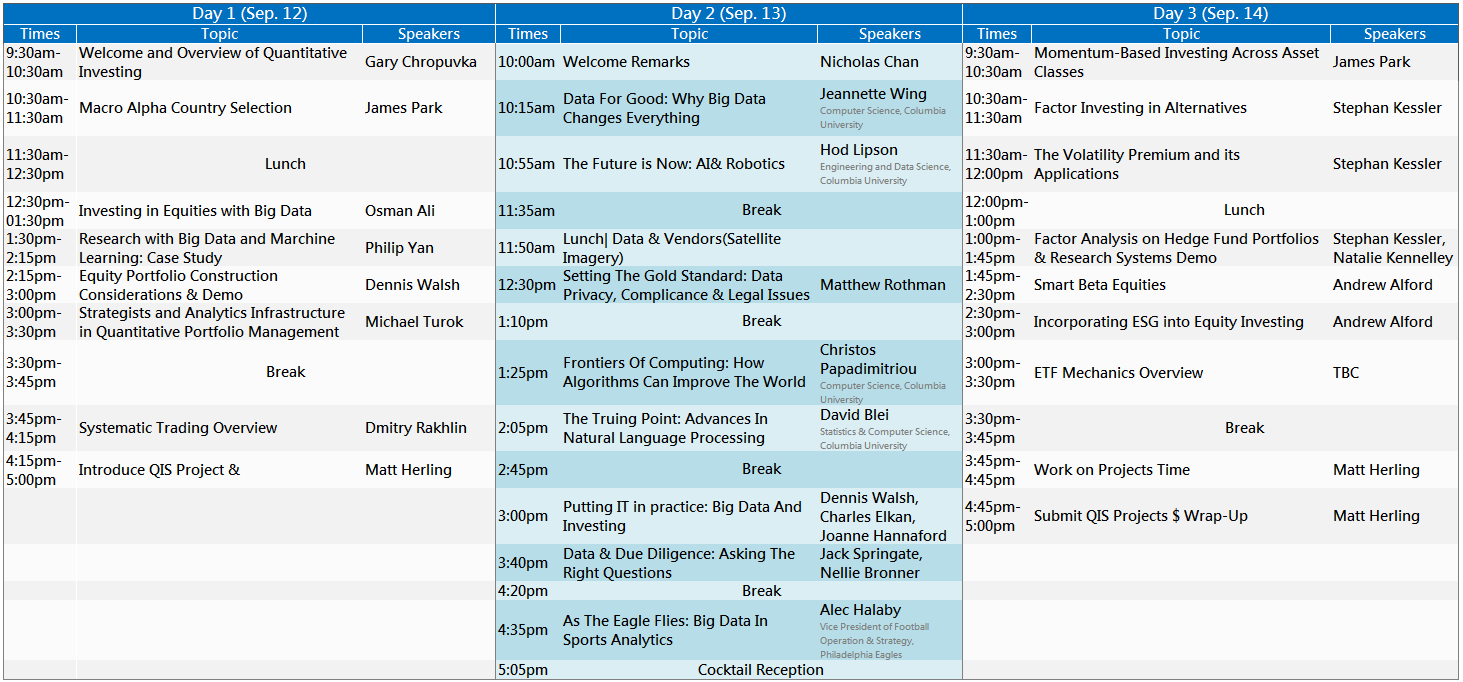 Day 1 (Sep. 12)
Times Topic Speakers
9:30am-
10:30am
Welcome and Overview of Quantitative
Investing
Gary Chropuvka
10:30am-
11:30am
Macro Alpha Country Selection
James Park
11:30am-
12:30pm
Lunch
12:30pm-
01:30pm
Investing in Equities with Big Data
Osman Ali
1:30pm-
2:15pm
Research with Big Data and Marchine
Learning: Case Study
Philip Yan
2:15pm-
3:00pm
Equity Portfolio Construction
Considerations & Demo
Dennis Walsh
3:00pm-
3:30pm
Strategists and Analytics Infrastructure
in Quantitative Portfolio Management
Michael Turok
3:30pm-
3:45pm
Break
3:45pm-
4:15pm
Systematic Trading Overview
Dmitry Rakhlin
4:15pm-
5:00pm
Introduce QIS Project &
Matt Herling
Day 2 (Sep. 13)
Times Topic Speakers
10:00am
Welcome Remarks
Nicholas Chan
10:15am
Data For Good: Why Big Data
Changes Everything
Jeannette Wing
Computer Science, Columbia
University
10:55am
The Future is Now: AI& Robotics
Hod Lipson
Engineering and Data Science,
Columbia University
11:35am
Break
11:50am
Lunch| Data & Vendors(Satellite
Imagery)
12:30pm
Setting The Gold Standard: Data
Privacy, Complicance & Legal Issues
Matthew Rothman
1:10pm
Break
1:25pm
Frontiers Of Computing: How
Algorithms Can Improve The World
Christos
Papadimitriou
Computer Science, Columbia
University
2:05pm
The Truing Point: Advances In
Natural Language Processing
David Blei
Statistics & Computer Science,
Columbia University
2:45pm
Break
3:00pm
Putting IT in practice: Big Data And
Investing
Dennis Walsh,
Charles Elkan,
Joanne Hannaford
3:40pm
Data & Due Diligence: Asking The
Right Questions
Jack Springate,
Nellie Bronner
4:20pm
Break
4:35pm
As The Eagle Flies: Big Data In
Sports Analytics
Alec Halaby
Vice President of Football
Operation & Strategy,
Philadelphia Eagles
5:05pm
Cocktail Reception
Day 3 (Sep. 14)
Times Topic Speakers
9:30am-
10:30am
Momentum-Based Investing Across Asset
Classes
James Park
10:30am-
11:30am
Factor Investing in Alternatives
Stephan Kessler
11:30am-
12:00pm
The Volatility Premium and its
Applications
Stephan Kessler
12:00pm-
1:00pm
Lunch
1:00pm-
1:45pm
Factor Analysis on Hedge Fund Portfolios
& Research Systems Demo
Stephan Kessler,
Natalie Kennelley
1:45pm-
2:30pm
Smart Beta Equities
Andrew Alford
2:30pm-
3:00pm
Incorporating ESG into Equity Investing
Andrew Alford
3:00pm-
3:30pm
ETF Mechanics Overview
TBC
3:30pm-
3:45pm
Break
3:45pm-
4:45pm
Work on Projects Time
Matt Herling
4:45pm-
5:00pm
Submit QIS Projects $ Wrap-Up
Matt Herling